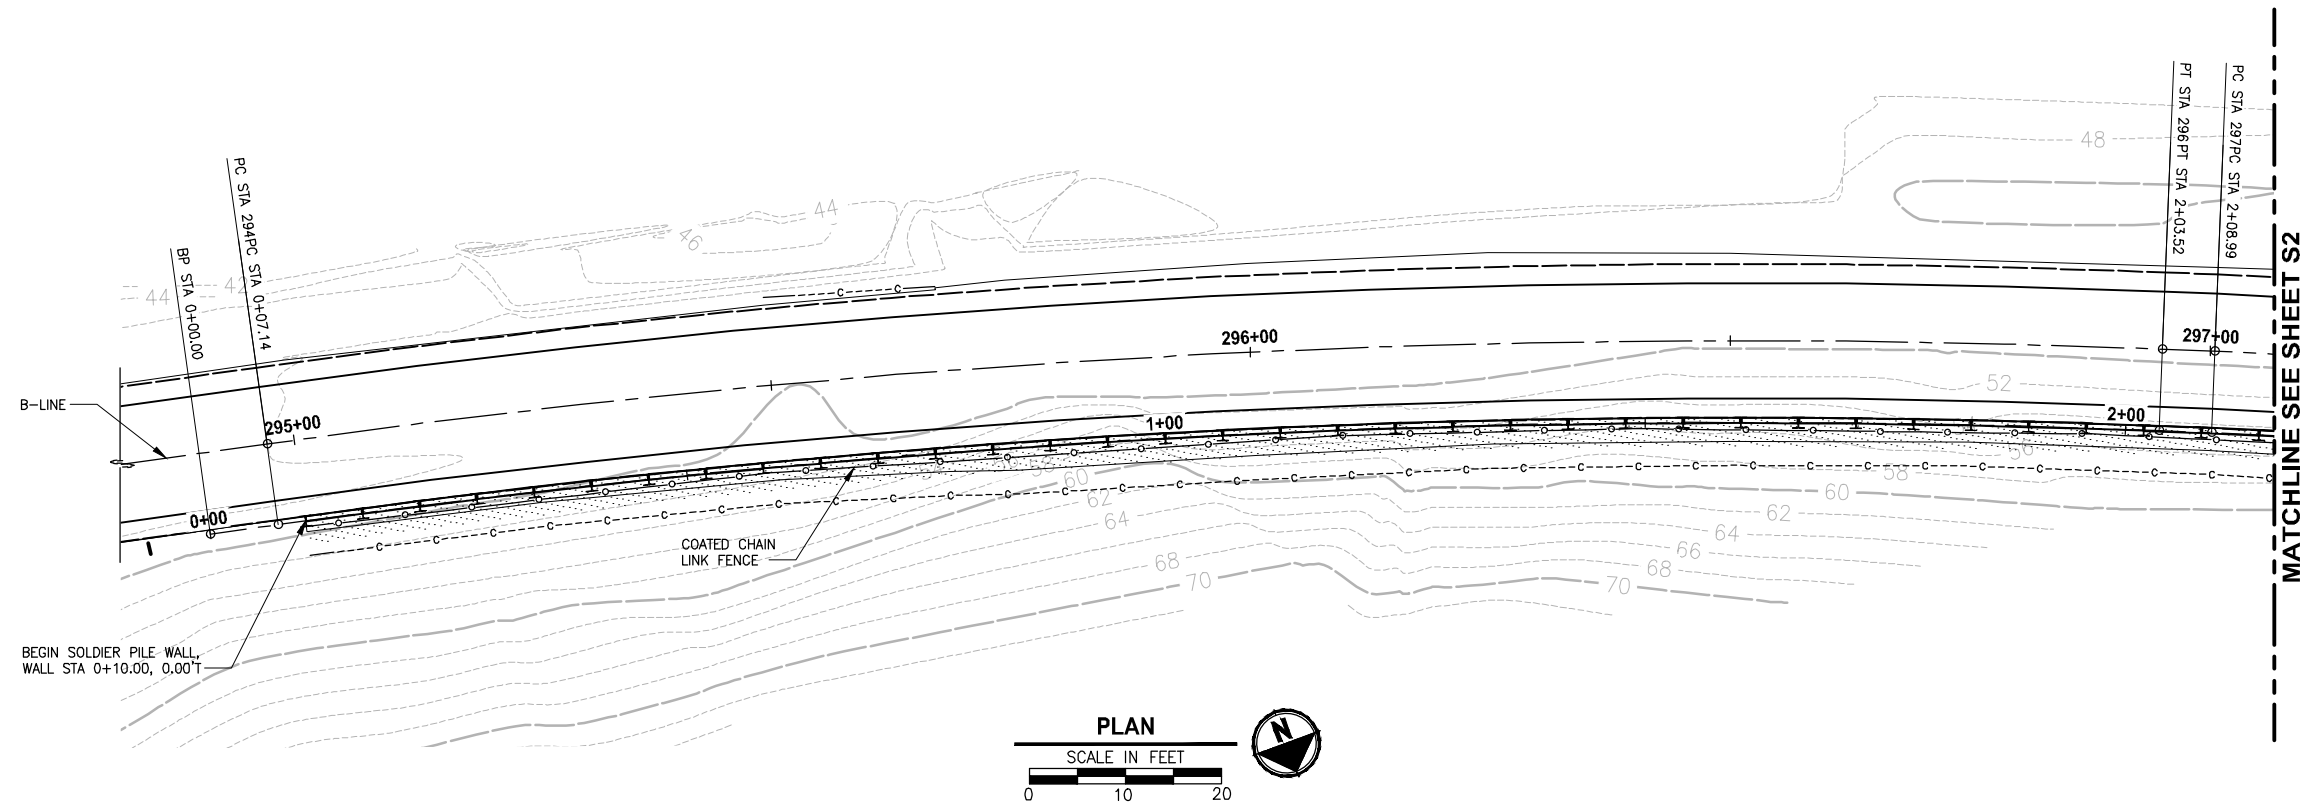 48
44
46
44
42
PC STA 294PC STA 0+07.14
BP STA 0+00.00
PT STA 296PT STA 2+03.52
PC STA 297PC STA 2+08.99
MATCHLINE SEE SHEET S2
296+00
297+00
B-LINE
295+00
52
1+00
2+00
0+00
56
58
58
60
60
62
62
64
64
66
68
68
70
70
COATED CHAIN
LINK FENCE
BEGIN SOLDIER PILE WALL,
WALL STA 0+10.00, 0.00'T
C C C C C C C C C C C C C C C C C C C C C C C C C C C C C C C C C C C C
PLAN
SCALE IN FEET
0 10 20
N